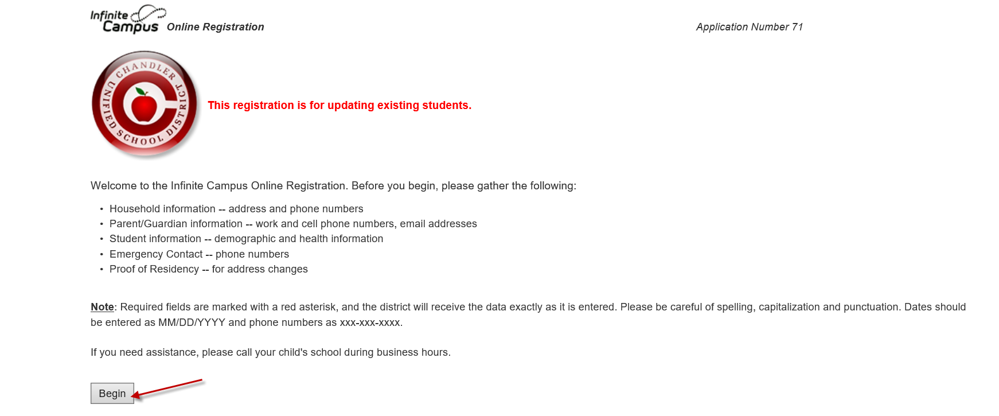 Infinite
Campus Online Registration
Application Number 71
CHANDLER
UNIFIED SCHOOL DISTRICT
This registration is for updating existing students.
Welcome to the Infinite Campus Online Registration. Before you begin, please gather the following:
• Household information -- address and phone numbers
• Parent/Guardian information -- work and cell phone numbers, email addresses
• Student information -- demographic and health information
• Emergency Contact -- phone numbers
• Proof of Residency -- for address changes
Note: Required fields are marked with a red asterisk, and the district will receive the data exactly as it is entered. Please be careful of spelling, capitalization and punctuation. Dates should
be entered as MM/DD/YYYY and phone numbers as xxx-xxx-xxxx.
If you need assistance, please call your child's school during business hours.
Begin